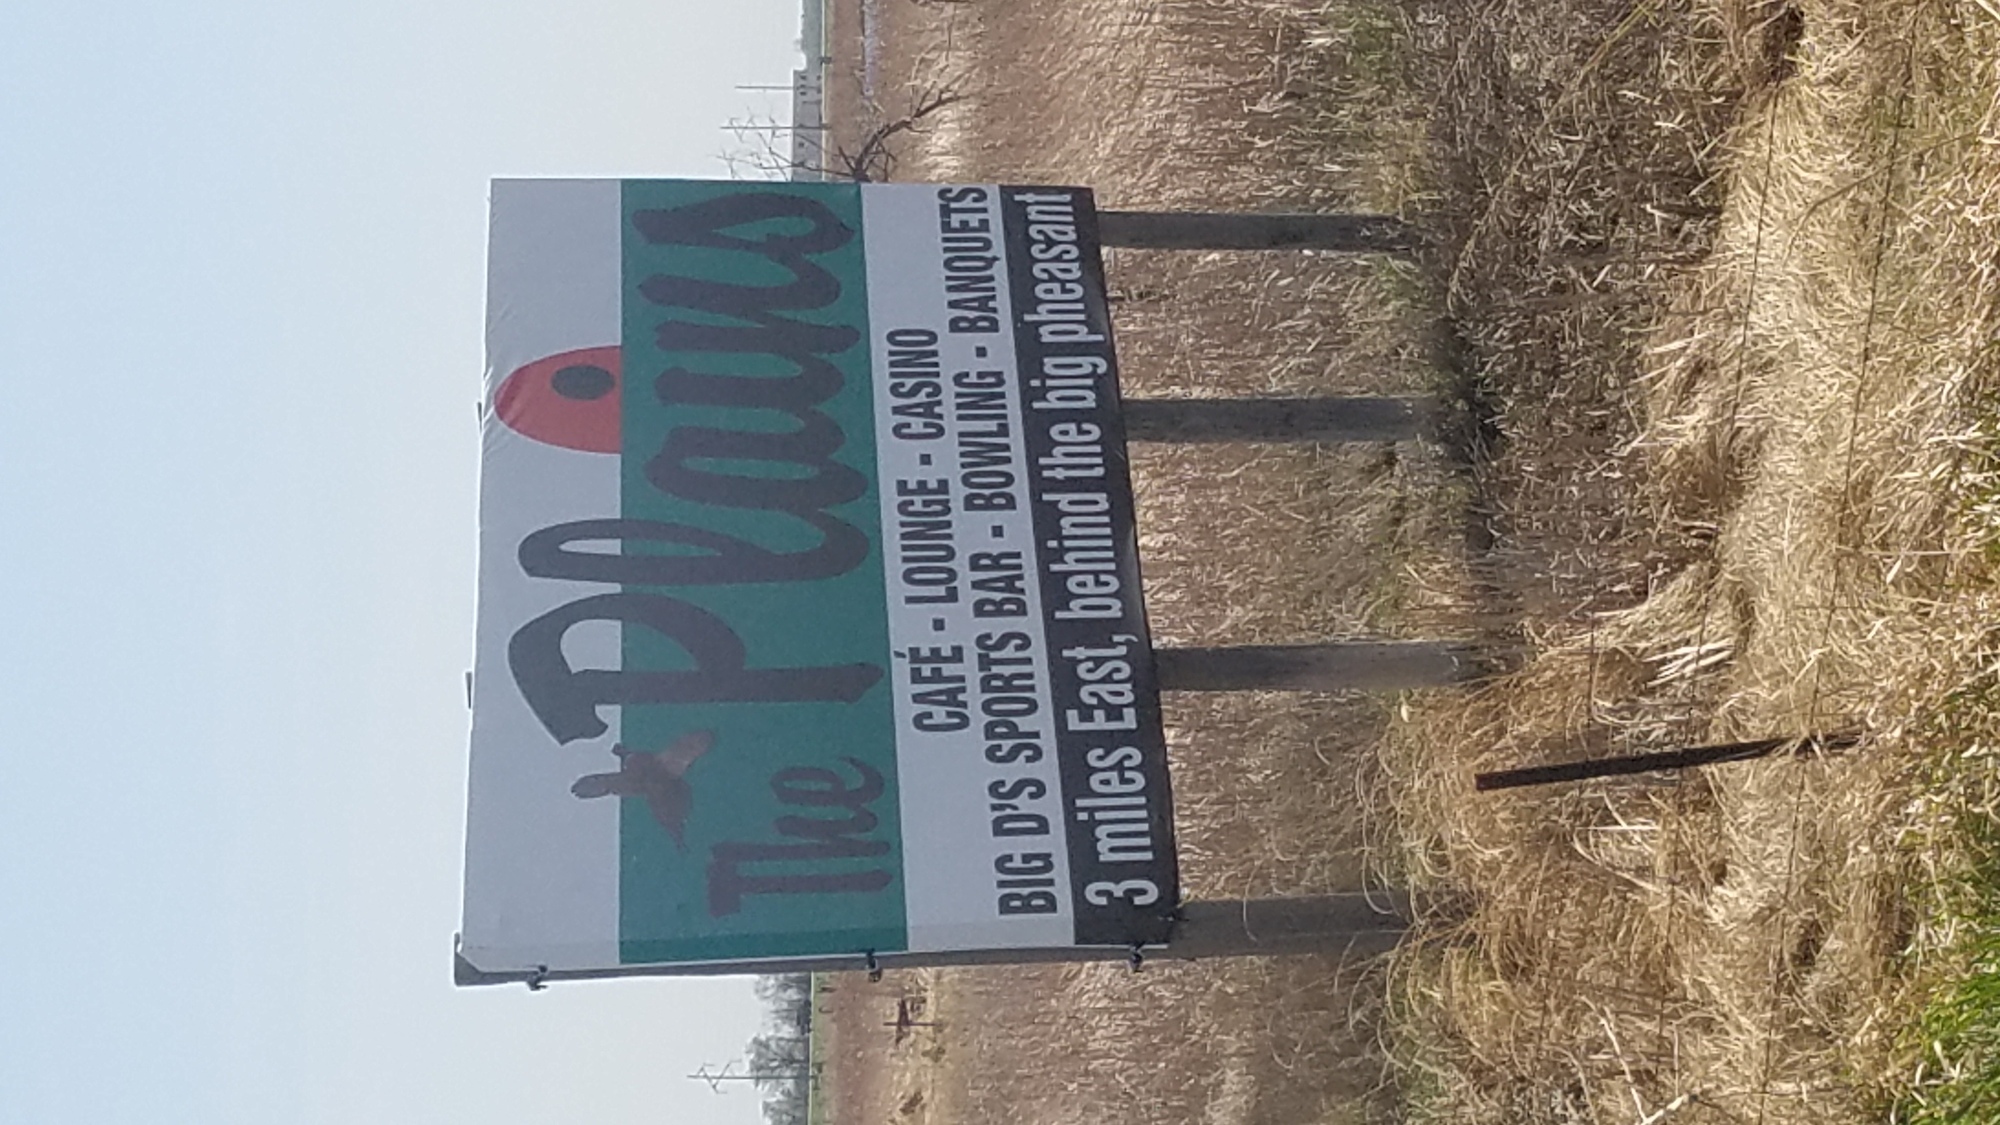 The Plains
CAFÉ - LOUNGE - CASINO
BIG D'S SPORTS BAR - BOWLING - BANQUETS
3 miles East, behind the big pheasant